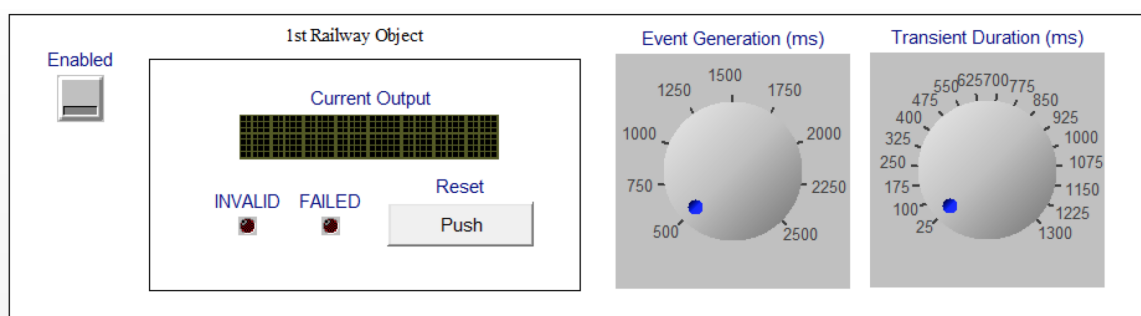 1st Railway Object
Enabled
Current Output
INVALID FAILED
Reset
Push
Event Generation (ms)
500 750 1000 1250 1500 1750 2000 2250 2500
Transient Duration (ms)
25 100 175 250 325 400 475 550 625 700 775 850 925 1000 1075 1150 1225 1300